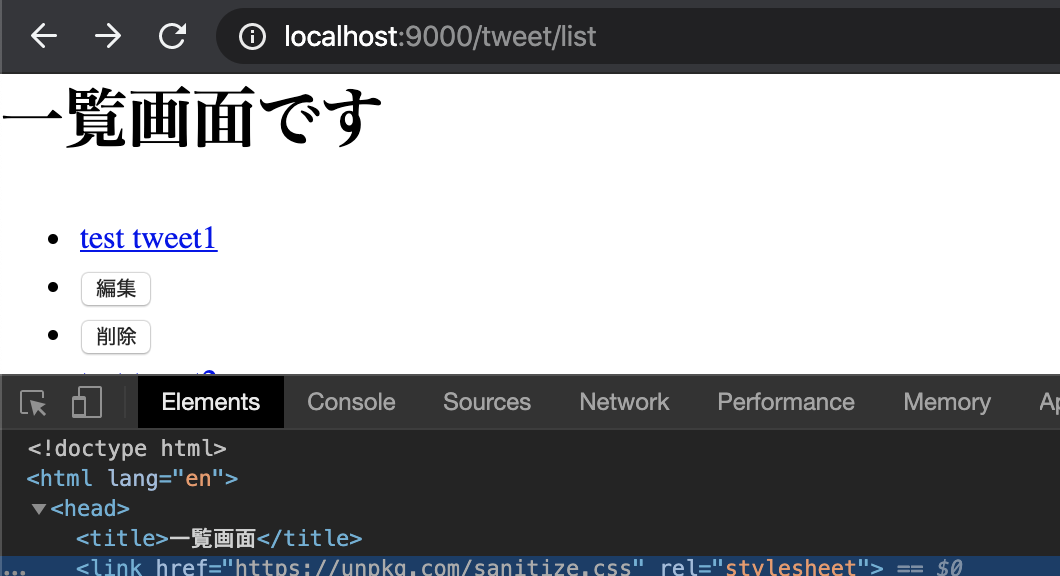 localhost:9000/tweet/list
一覧画面です
test tweet1
編集
削除
Elements Console Sources Network Performance Memory
<!doctype html>
<html lang="en">
<head>
<title>一覧画面</title>
... <link href="https://unpkg.com/sanitize.css" rel="stylesheet"> == $0